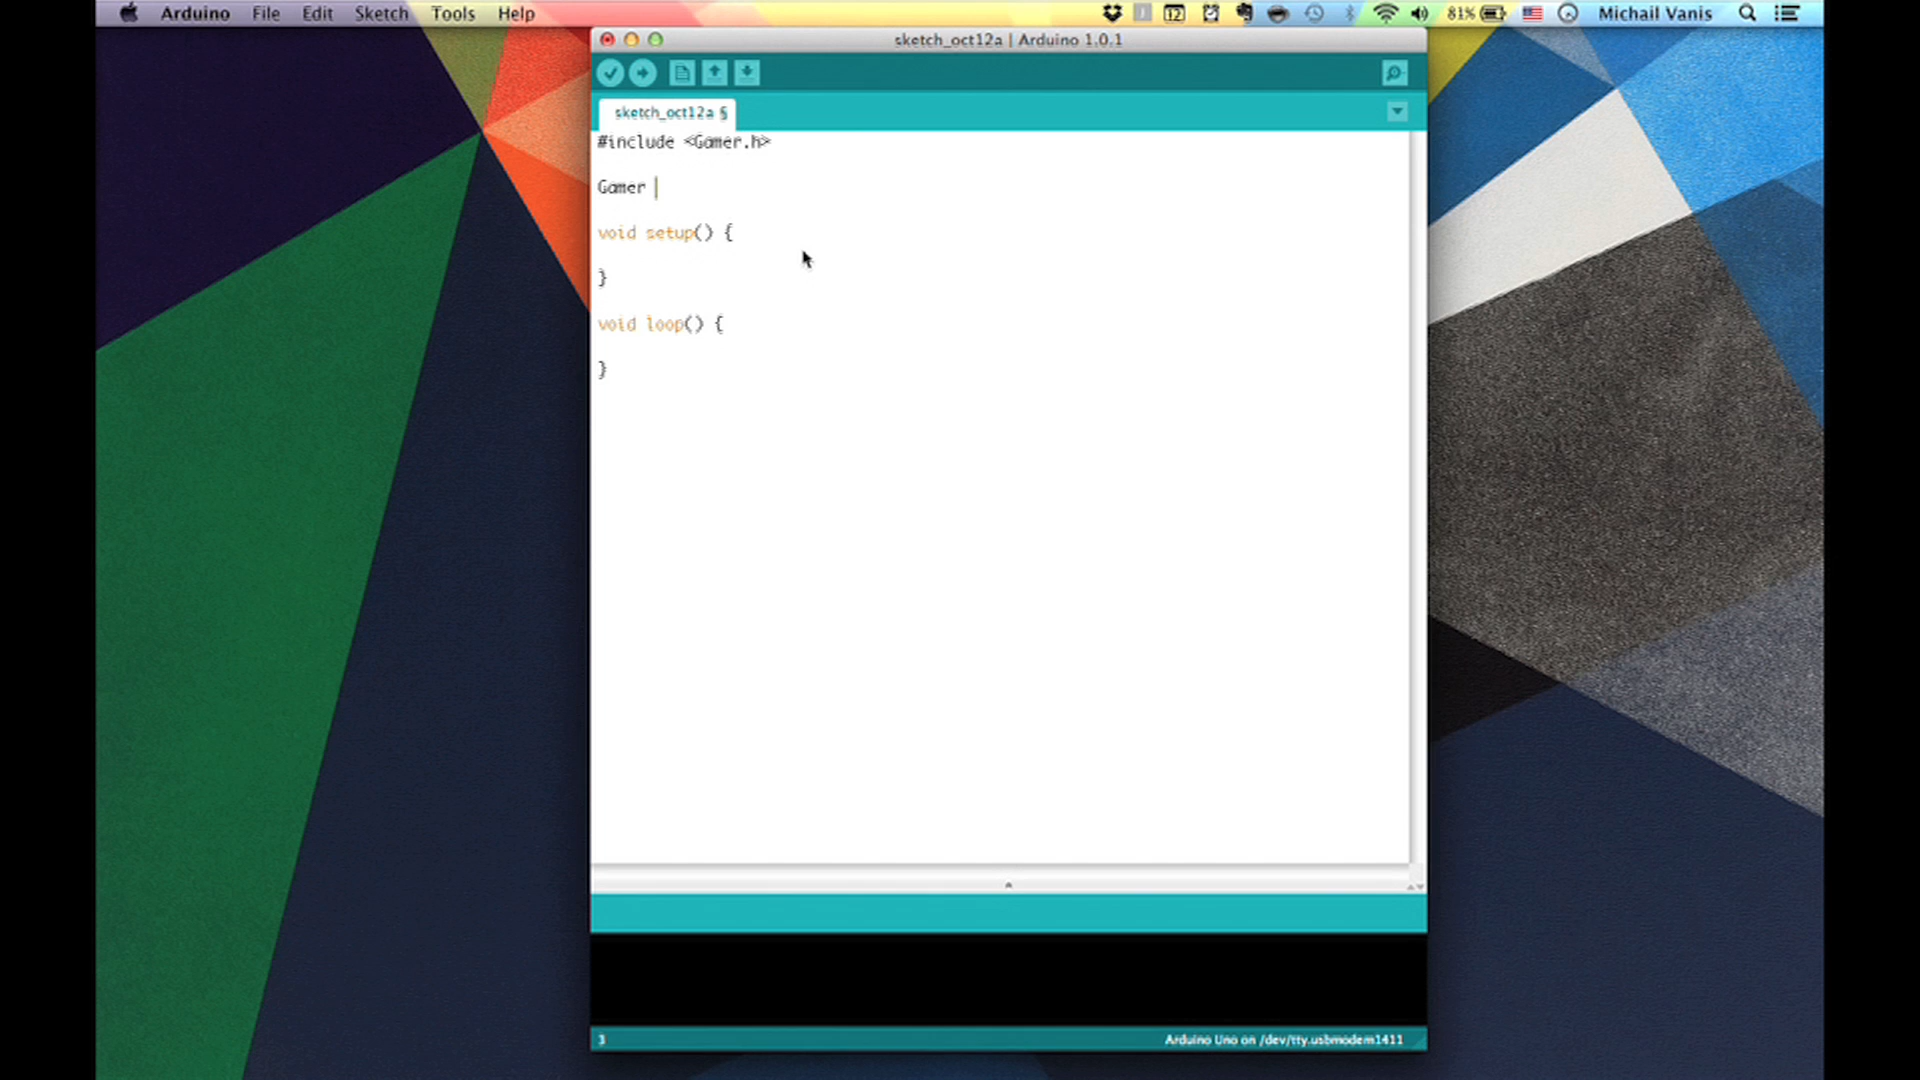 Arduino File Edit Sketch Tools Help 12 81% Michail Vanis
sketch_oct12a | Arduino 1.0.1
sketch_oct12a §
#include <Gamer.h>
Gamer
void setup() {
}
void loop() {
}
3 Arduino Uno on /dev/tty.usbmodem1411